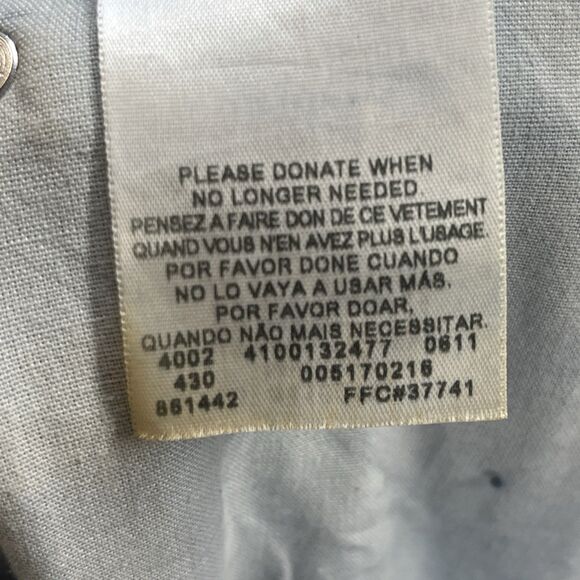 PLEASE DONATE WHEN
NO LONGER NEEDED.
PENSEZ A FAIRE DON DE CE VETEMENT
QUAND VOUS N'EN AVEZ PLUS L'USAGE.
POR FAVOR DONE CUANDO
NO LO VAYA A USAR MÁS.
POR FAVOR DOAR,
QUANDO NÃO MAIS NECESSITAR.
4002 4100132477 0611
430 005170216
861442 FFC#37741